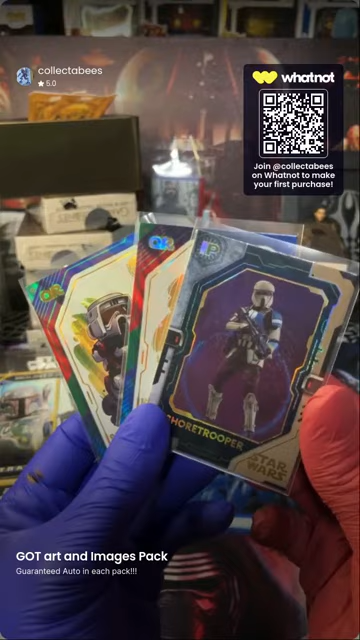 collectabees
★ 5.0
whatnot
Join @collectabees
on Whatnot to make
your first purchase!
SHORETROOPER
STAR
WARS
GOT art and Images Pack
Guaranteed Auto in each pack!!!